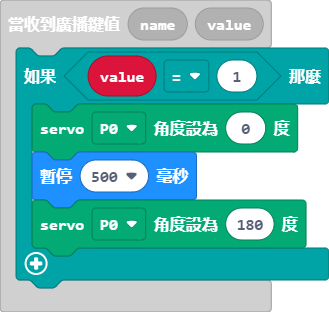 當收到廣播鍵值 name value
如果 value = 1 那麼
servo P0 角度設為 0 度
暫停 500 毫秒
servo P0 角度設為 180 度